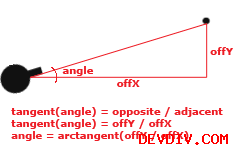 offY
angle
offX
tangent(angle) = opposite / adjacent
tangent(angle) = offY / offX
angle = arctangent(offY / offX)
DEVDIV.COM